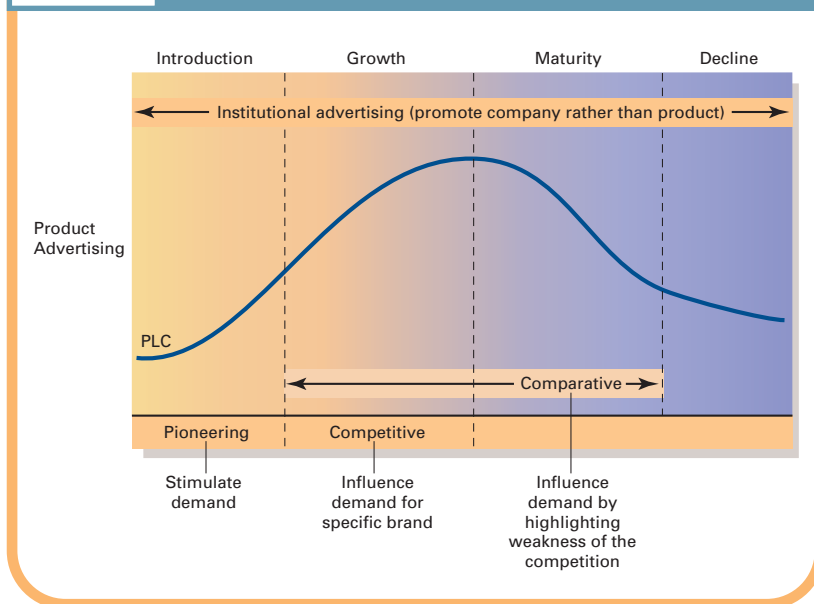 Introduction Growth Maturity Decline
Institutional advertising (promote company rather than product)
Product
Advertising
PLC
Comparative
Pioneering Competitive
Stimulate
demand
Influence
demand for
specific brand
Influence
demand by
highlighting
weakness of the
competition